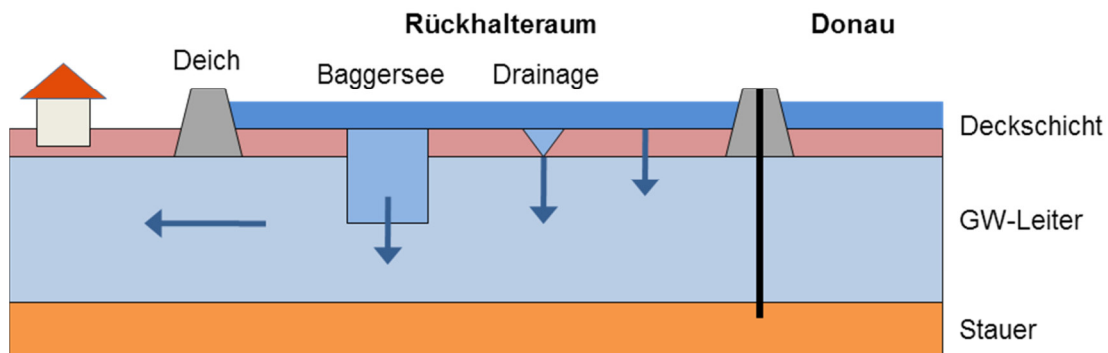 Rückhalteraum
Donau
Deich
Baggersee
Drainage
Deckschicht
GW-Leiter
Stauer